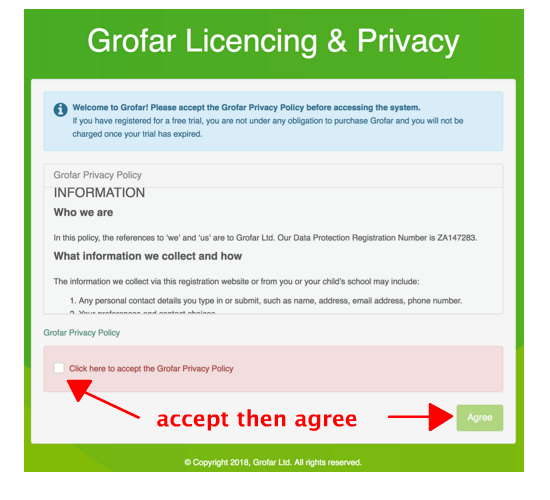 Grofar Licencing & Privacy
Welcome to Grofar! Please accept the Grofar Privacy Policy before accessing the system.
If you have registered for a free trial, you are not under any obligation to purchase Grofar and you will not be
charged once your trial has expired.
Grofar Privacy Policy
INFORMATION
Who we are
In this policy, the references to 'we' and 'us' are to Grofar Ltd. Our Data Protection Registration Number is ZA147283.
What information we collect and how
The information we collect via this registration website or from you or your child's school may include:
1. Any personal contact details you type in or submit, such as name, address, email address, phone number.
2. Your preferences and contact choices
Grofar Privacy Policy
Click here to accept the Grofar Privacy Policy
accept then agree
Agree
© Copyright 2018, Grofar Ltd. All rights reserved.